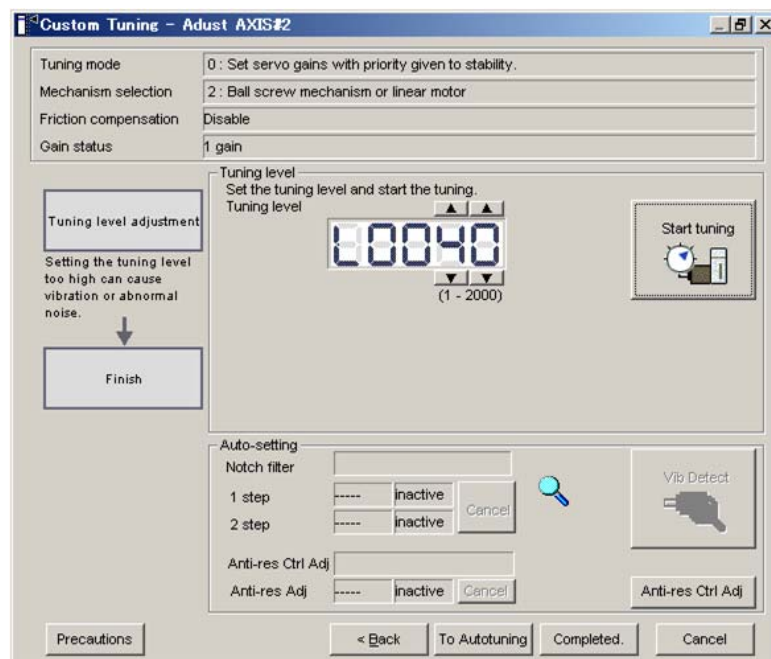 Custom Tuning - Adust AXIS#2
Tuning mode
0 : Set servo gains with priority given to stability.
Mechanism selection
2 : Ball screw mechanism or linear motor
Friction compensation
Disable
Gain status
1 gain
Tuning level adjustment
Setting the tuning level
too high can cause
vibration or abnormal
noise.
Finish
Tuning level
Set the tuning level and start the tuning.
Tuning level
L0040
(1 - 2000)
Start tuning
Auto-setting
Notch filter
1 step
-----
inactive
2 step
-----
inactive
Cancel
Vib Detect
Anti-res Ctrl Adj
Anti-res Adj
-----
inactive
Cancel
Anti-res Ctrl Adj
Precautions
< Back
To Autotuning
Completed.
Cancel